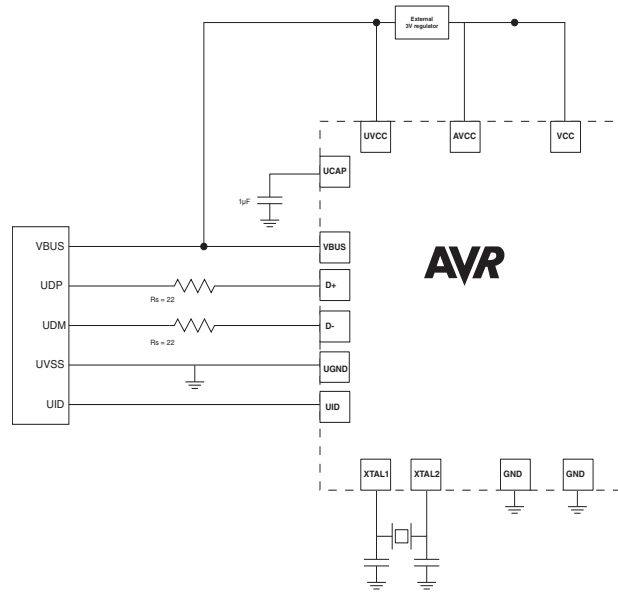 External
3V regulator
UVCC
AVCC
VCC
UCAP
1µF
VBUS
VBUS
AVR
UDP
Rs = 22
D+
UDM
Rs = 22
D-
UVSS
UGND
UID
UID
XTAL1
XTAL2
GND
GND